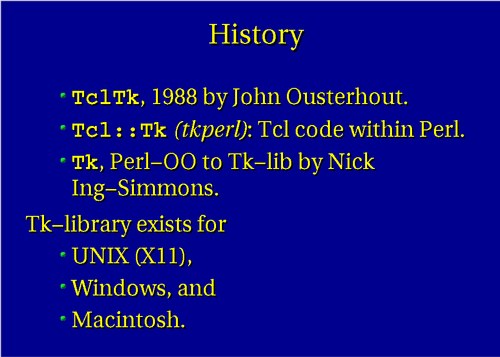 History
TclTk, 1988 by John Ousterhout.
Tcl::Tk (tkperl): Tcl code within Perl.
Tk, Perl–OO to Tk–lib by Nick
Ing–Simmons.
Tk–library exists for
UNIX (X11),
Windows, and
Macintosh.